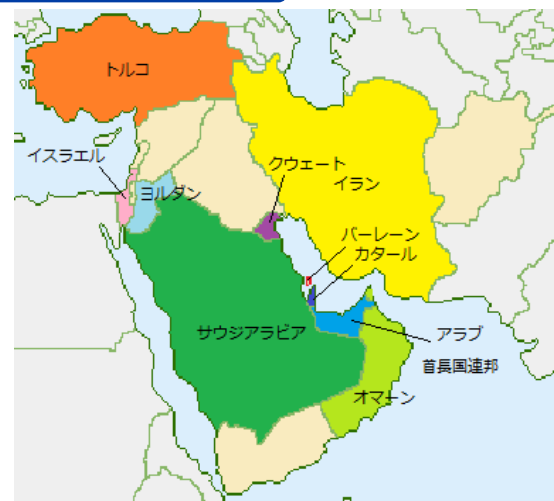 トルコ
イスラエル
ヨルダン
クウェート
イラン
バーレーン
カタール
サウジアラビア
アラブ
首長国連邦
オマーン